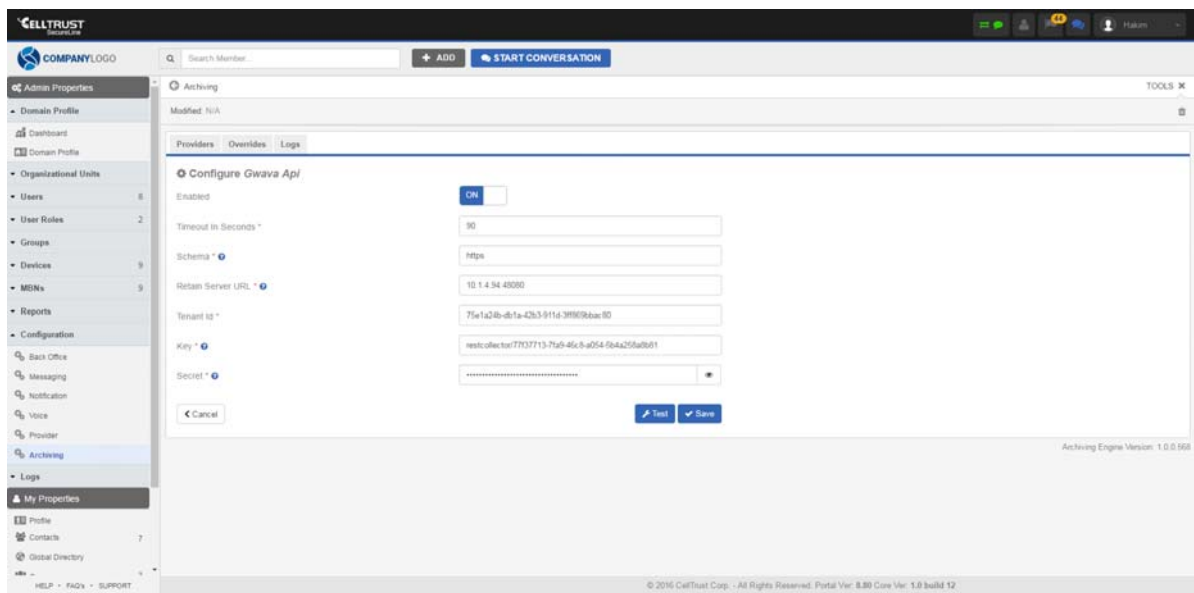 CELLTRUST
SecureLine
44
Hakim
COMPANYLOGO
Search Member...
+ ADD
START CONVERSATION
Admin Properties
Archiving
TOOLS ✖
Domain Profile
Modified: N/A
Dashboard
Domain Profile
Providers Overrides Logs
Organizational Units
Configure Gwava Api
Users 8
Enabled ON
User Roles 2
Timeout In Seconds * 90
Groups
Schema * https
Devices 9
MBNs 9
Retain Server URL * 10.1.4.94:48080
Reports
Tenant Id *
Configuration
Key *
Back Office
Messaging
Secret *
Notification
Voice
Cancel
Test
Save
Provider
Archiving
Archiving Engine Version: 1.0.0.568
Logs
My Properties
Profile
Contacts 7
Global Directory
HELP • FAQ's • SUPPORT
© 2016 CellTrust Corp. - All Rights Reserved. Portal Ver: 8.80 Core Ver: 1.0 build 12